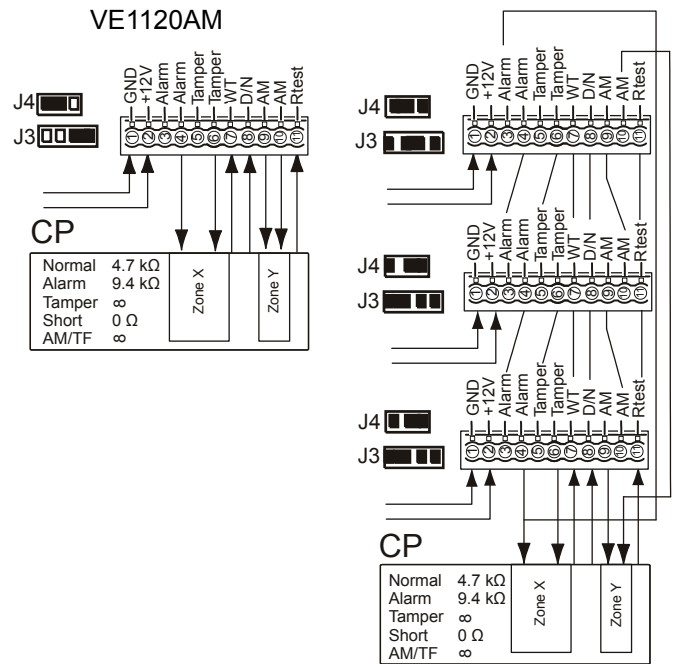 VE1120AM
GND
+12V
Alarm
Alarm
Tamper
Tamper
WT
D/N
AM
AM
Rtest
J4
J3
1 2 3 4 5 6 7 8 9 10 11
CP
Normal 4.7 kΩ
Alarm 9.4 kΩ
Tamper ∞
Short 0 Ω
AM/TF ∞
Zone X
Zone Y
GND
+12V
Alarm
Alarm
Tamper
Tamper
WT
D/N
AM
AM
Rtest
J4
J3
1 2 3 4 5 6 7 8 9 10 11
GND
+12V
Alarm
Alarm
Tamper
Tamper
WT
D/N
AM
AM
Rtest
J4
J3
1 2 3 4 5 6 7 8 9 10 11
GND
+12V
Alarm
Alarm
Tamper
Tamper
WT
D/N
AM
AM
Rtest
J4
J3
1 2 3 4 5 6 7 8 9 10 11
CP
Normal 4.7 kΩ
Alarm 9.4 kΩ
Tamper ∞
Short 0 Ω
AM/TF ∞
Zone X
Zone Y